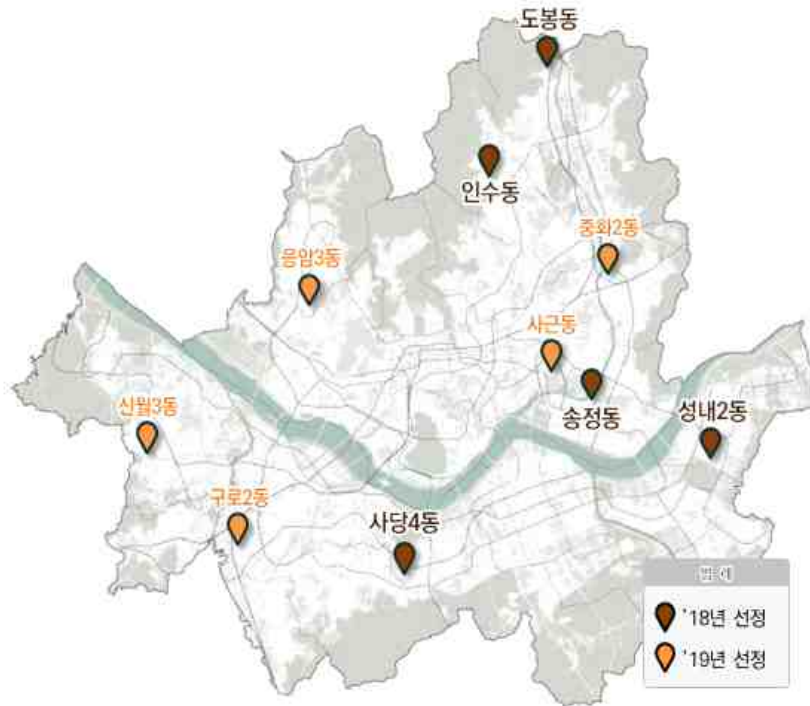 도봉동
인수동
중화2동
응암3동
사근동
송정동
성내2동
신월3동
구로2동
사당4동
범 례
'18년 선정
'19년 선정